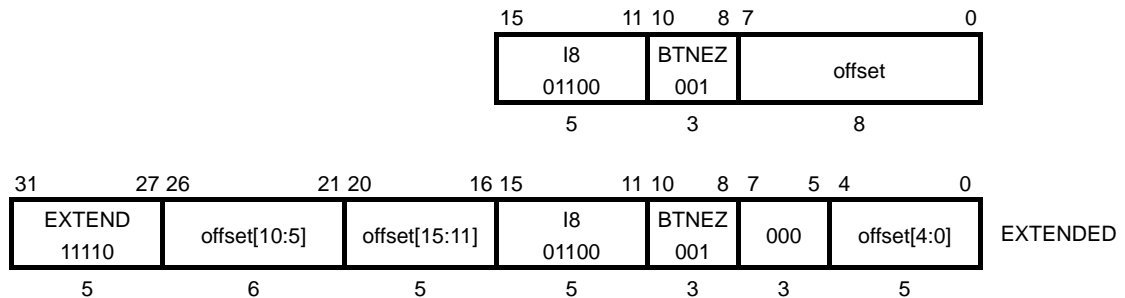 15 11 10 8 7 0
I8 BTNEZ offset
01100 001
5 3 8
31 27 26 21 20 16 15 11 10 8 7 5 4 0
EXTEND offset[10:5] offset[15:11] I8 BTNEZ 000 offset[4:0] EXTENDED
11110 01100 001
5 6 5 5 3 3 5